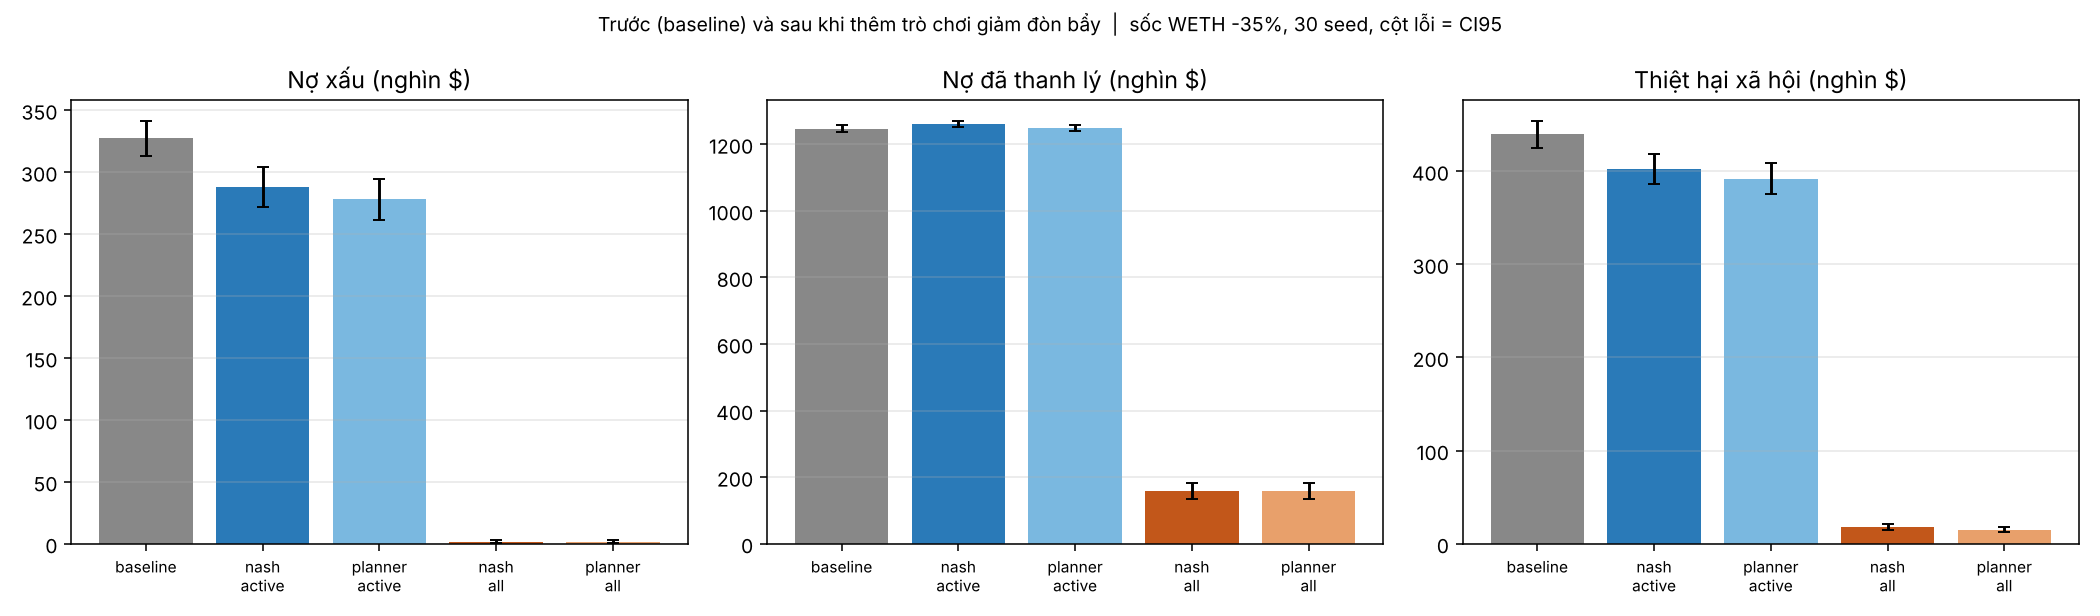 Trước (baseline) và sau khi thêm trò chơi giảm đòn bẩy | sốc WETH -35%, 30 seed, cột lỗi = CI95
Nợ xấu (nghìn $)
350
300
250
200
150
100
50
0
baseline
nash
active
planner
active
nash
all
planner
all
Nợ đã thanh lý (nghìn $)
1200
1000
800
600
400
200
0
baseline
nash
active
planner
active
nash
all
planner
all
Thiệt hại xã hội (nghìn $)
400
300
200
100
0
baseline
nash
active
planner
active
nash
all
planner
all